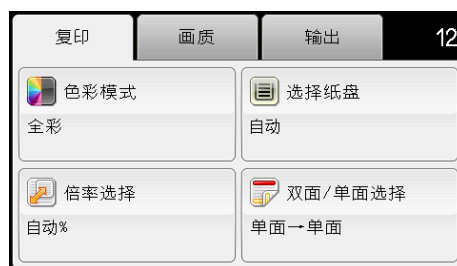 复印 画质 输出 12
色彩模式 选择纸盘
全彩 自动
倍率选择 双面/单面选择
自动% 单面→单面